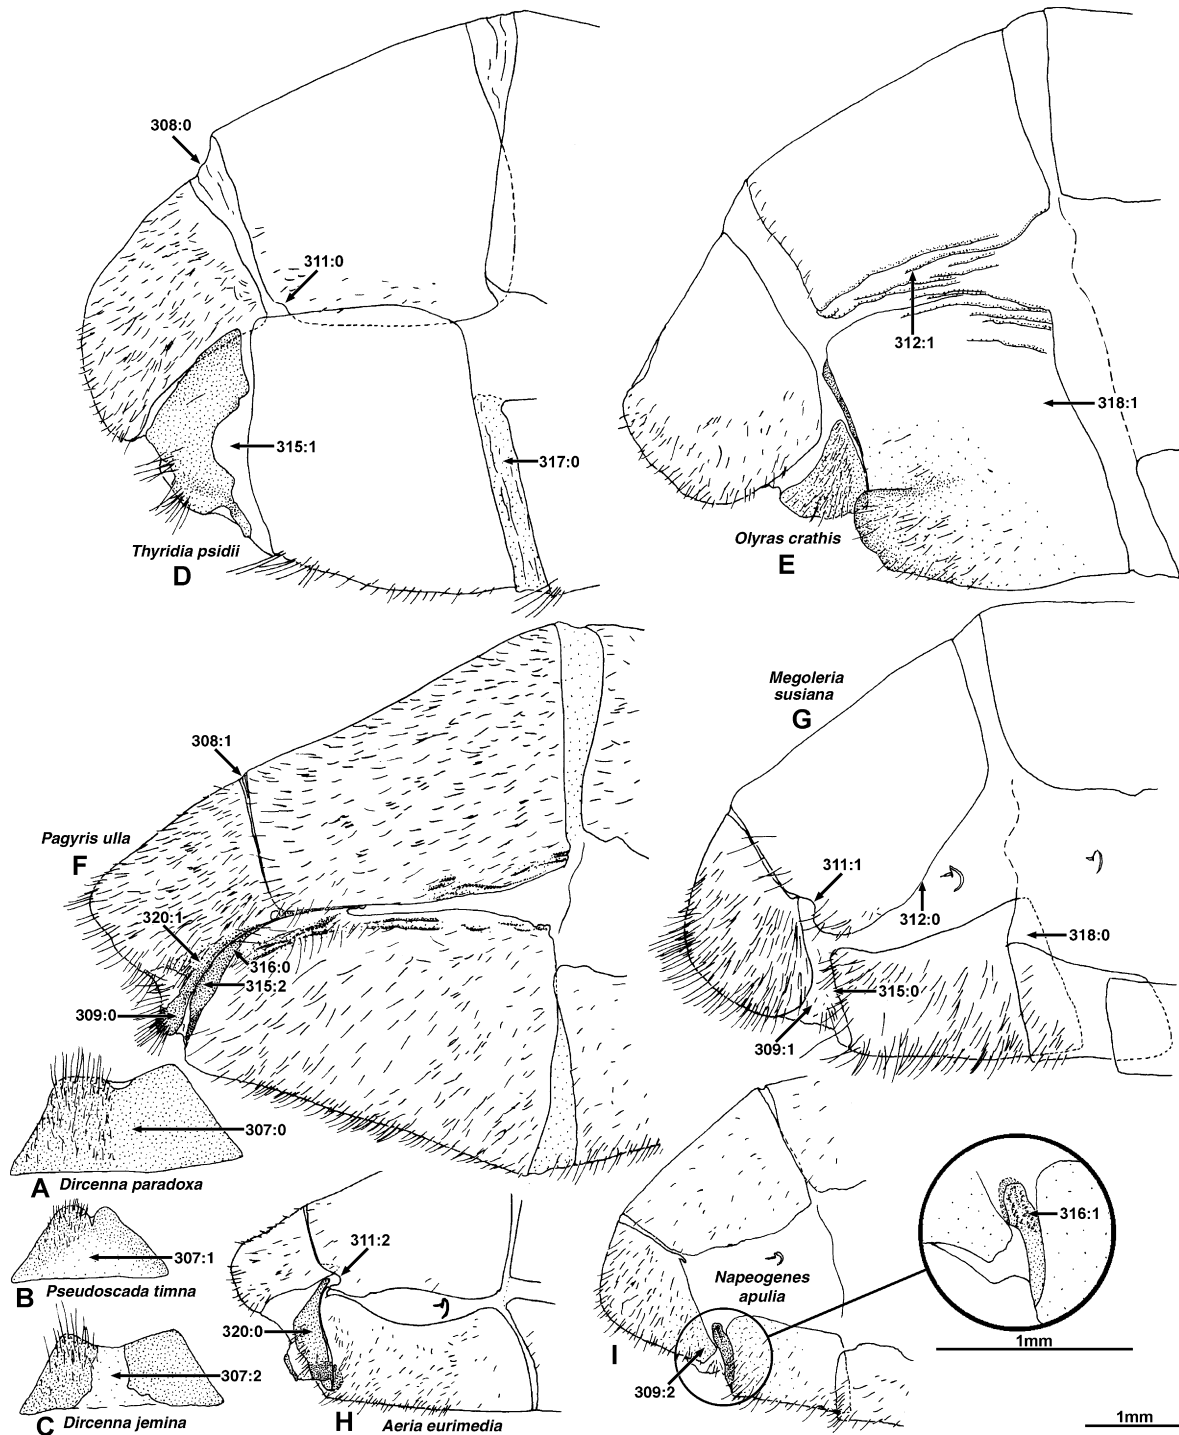 308:0
311:0
315:1
317:0
Thyridia psidii
D
312:1
318:1
Olyras crathis
E
308:1
Pagyris ulla
F
320:1
316:0
315:2
309:0
Megoleria
susiana
G
311:1
312:0
318:0
315:0
309:1
307:0
A Dircenna paradoxa
307:1
B Pseudoscada timna
307:2
C Dircenna jemina
311:2
320:0
H Aeria eurimedia
Napeogenes
apulia
I
309:2
316:1
1mm
1mm